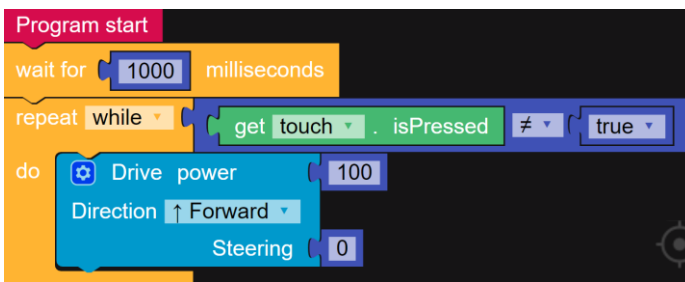 Program start
wait for 1000 milliseconds
repeat while get touch . isPressed ≠ true
do Drive power 100
Direction ↑ Forward
Steering 0